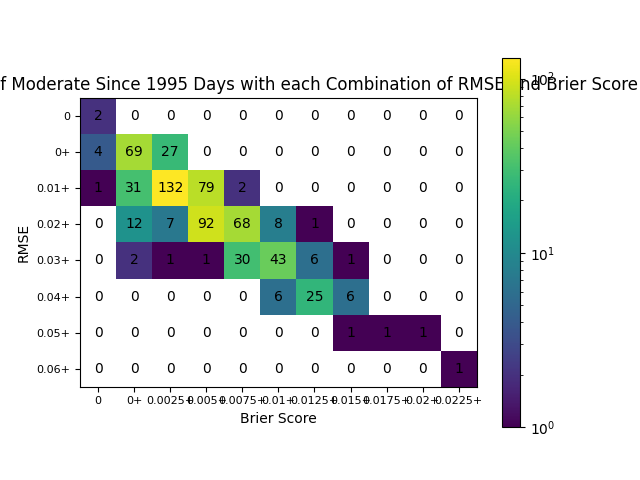 f Moderate Since 1995 Days with each Combination of RMSE and Brier Score
10²
0 2 0 0 0 0 0 0 0 0 0 0
0+ 4 69 27 0 0 0 0 0 0 0 0
0.01+ 1 31 132 79 2 0 0 0 0 0 0
0.02+ 0 12 7 92 68 8 1 0 0 0 0
RMSE
10¹
0.03+ 0 2 1 1 30 43 6 1 0 0 0
0.04+ 0 0 0 0 0 6 25 6 0 0 0
0.05+ 0 0 0 0 0 0 0 1 1 1 0
0.06+ 0 0 0 0 0 0 0 0 0 0 1
0 0+ 0.0025+ 0.005+ 0.0075+ 0.01+ 0.0125+ 0.015+ 0.0175+ 0.02+ 0.0225+
Brier Score
10⁰